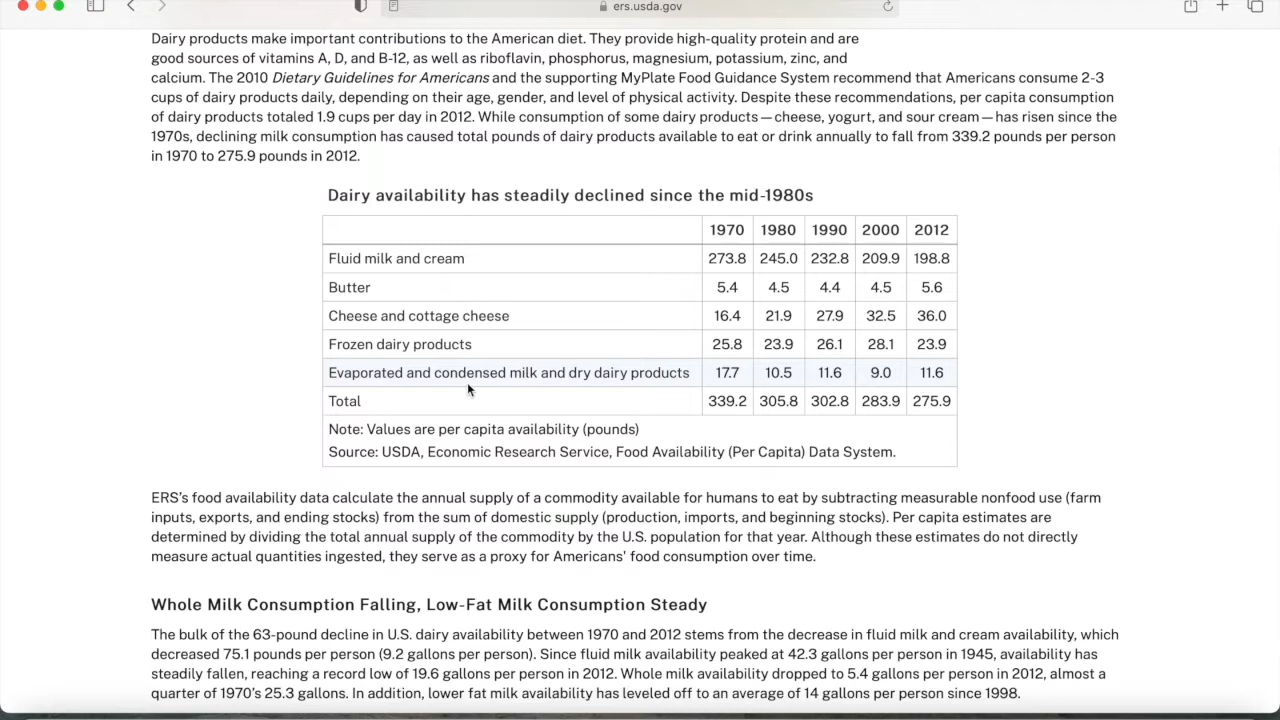 ers.usda.gov
Dairy products make important contributions to the American diet. They provide high-quality protein and are
good sources of vitamins A, D, and B-12, as well as riboflavin, phosphorus, magnesium, potassium, zinc, and
calcium. The 2010 Dietary Guidelines for Americans and the supporting MyPlate Food Guidance System recommend that Americans consume 2-3
cups of dairy products daily, depending on their age, gender, and level of physical activity. Despite these recommendations, per capita consumption
of dairy products totaled 1.9 cups per day in 2012. While consumption of some dairy products—cheese, yogurt, and sour cream—has risen since the
1970s, declining milk consumption has caused total pounds of dairy products available to eat or drink annually to fall from 339.2 pounds per person
in 1970 to 275.9 pounds in 2012.
Dairy availability has steadily declined since the mid-1980s
1970 1980 1990 2000 2012
Fluid milk and cream 273.8 245.0 232.8 209.9 198.8
Butter 5.4 4.5 4.4 4.5 5.6
Cheese and cottage cheese 16.4 21.9 27.9 32.5 36.0
Frozen dairy products 25.8 23.9 26.1 28.1 23.9
Evaporated and condensed milk and dry dairy products 17.7 10.5 11.6 9.0 11.6
Total 339.2 305.8 302.8 283.9 275.9
Note: Values are per capita availability (pounds)
Source: USDA, Economic Research Service, Food Availability (Per Capita) Data System.
ERS's food availability data calculate the annual supply of a commodity available for humans to eat by subtracting measurable nonfood use (farm
inputs, exports, and ending stocks) from the sum of domestic supply (production, imports, and beginning stocks). Per capita estimates are
determined by dividing the total annual supply of the commodity by the U.S. population for that year. Although these estimates do not directly
measure actual quantities ingested, they serve as a proxy for Americans' food consumption over time.
Whole Milk Consumption Falling, Low-Fat Milk Consumption Steady
The bulk of the 63-pound decline in U.S. dairy availability between 1970 and 2012 stems from the decrease in fluid milk and cream availability, which
decreased 75.1 pounds per person (9.2 gallons per person). Since fluid milk availability peaked at 42.3 gallons per person in 1945, availability has
steadily fallen, reaching a record low of 19.6 gallons per person in 2012. Whole milk availability dropped to 5.4 gallons per person in 2012, almost a
quarter of 1970's 25.3 gallons. In addition, lower fat milk availability has leveled off to an average of 14 gallons per person since 1998.